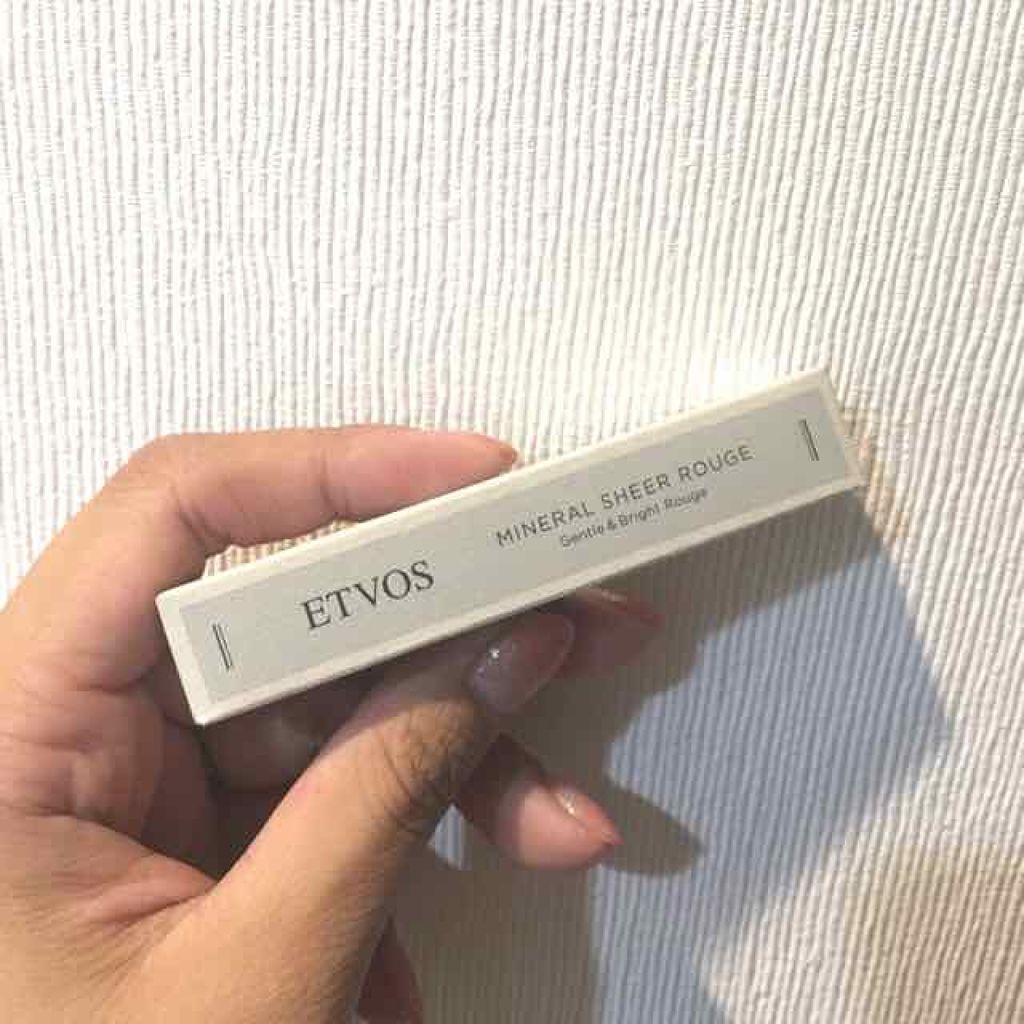 ETVOS
MINERAL SHEER ROUGE
Gentle & Bright Rouge